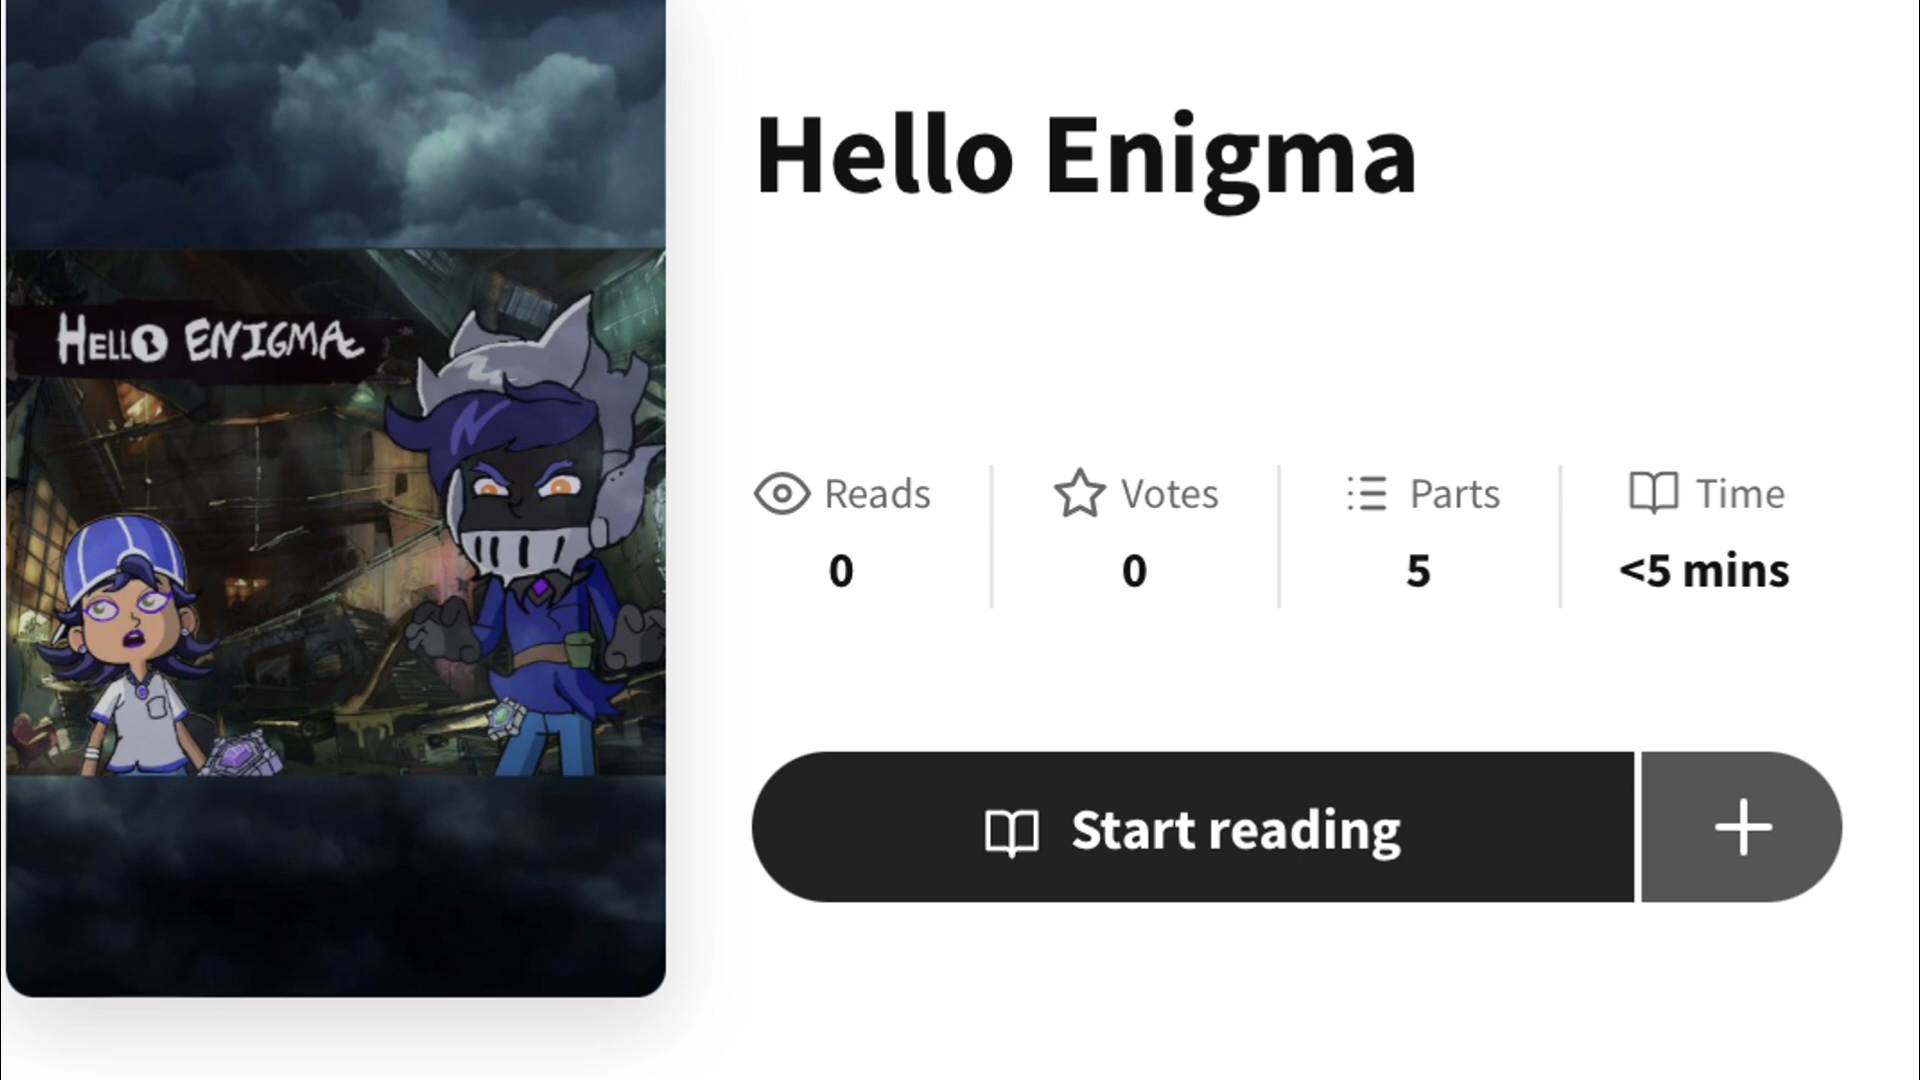 Hello Enigma
HELLO ENIGMA
Reads
0
Votes
0
Parts
5
Time
<5 mins
Start reading